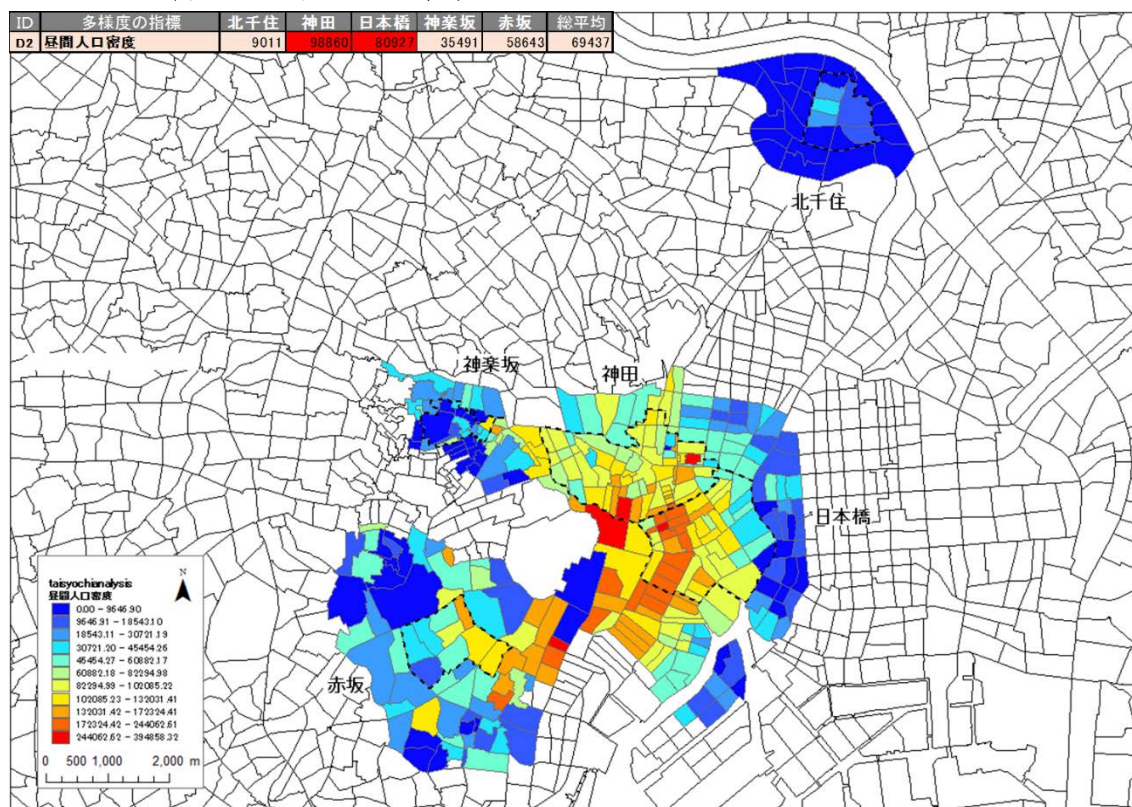 ID 多様度の指標 北千住 神田 日本橋 神楽坂 赤坂 総平均
D2 昼間人口密度 9011 98860 80927 35491 58643 69437
北千住
神楽坂
神田
日本橋
赤坂
N
taisyochianalysis
昼間人口密度
0.00 - 9646.90
9646.91 - 18543.10
18543.11 - 30721.19
30721.20 - 45454.26
45454.27 - 60882.17
60882.18 - 82294.98
82294.99 - 102085.22
102085.23 - 132031.41
132031.42 - 172324.41
172324.42 - 244062.61
244062.62 - 394858.32
0 500 1,000 2,000 m